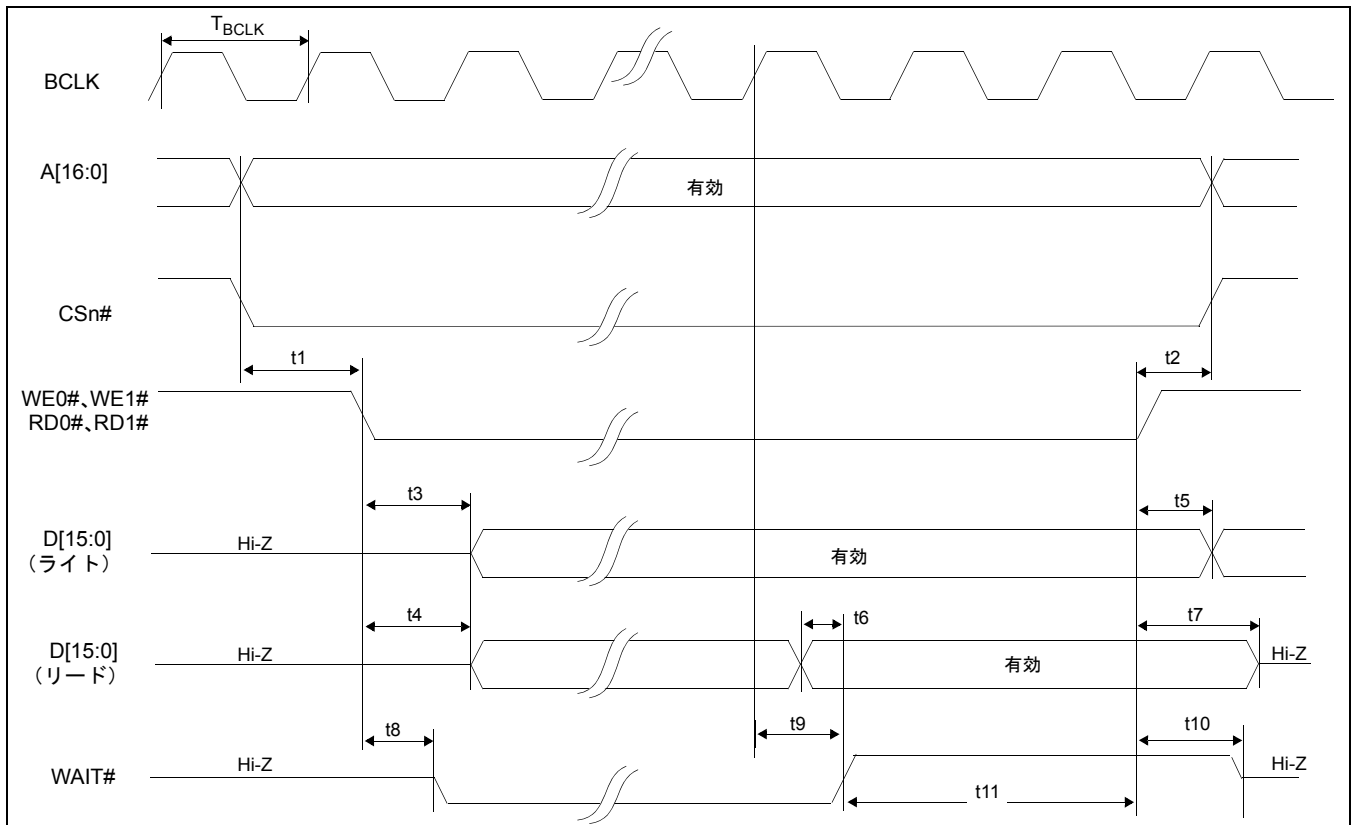 T_BCLK
BCLK
A[16:0]
有効
CSn#
t1
t2
WE0#、WE1#
RD0#、RD1#
t3
t5
D[15:0]
(ライト)
Hi-Z
有効
t4
t6
t7
D[15:0]
(リード)
Hi-Z
有効
Hi-Z
t8
t9
t10
WAIT#
Hi-Z
Hi-Z
t11